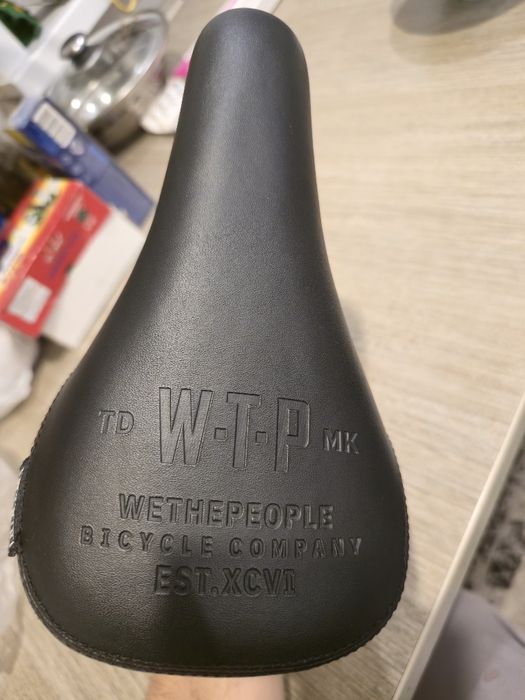 TD W·T·P MK
WETHEPEOPLE
BICYCLE COMPANY
EST.XCVI